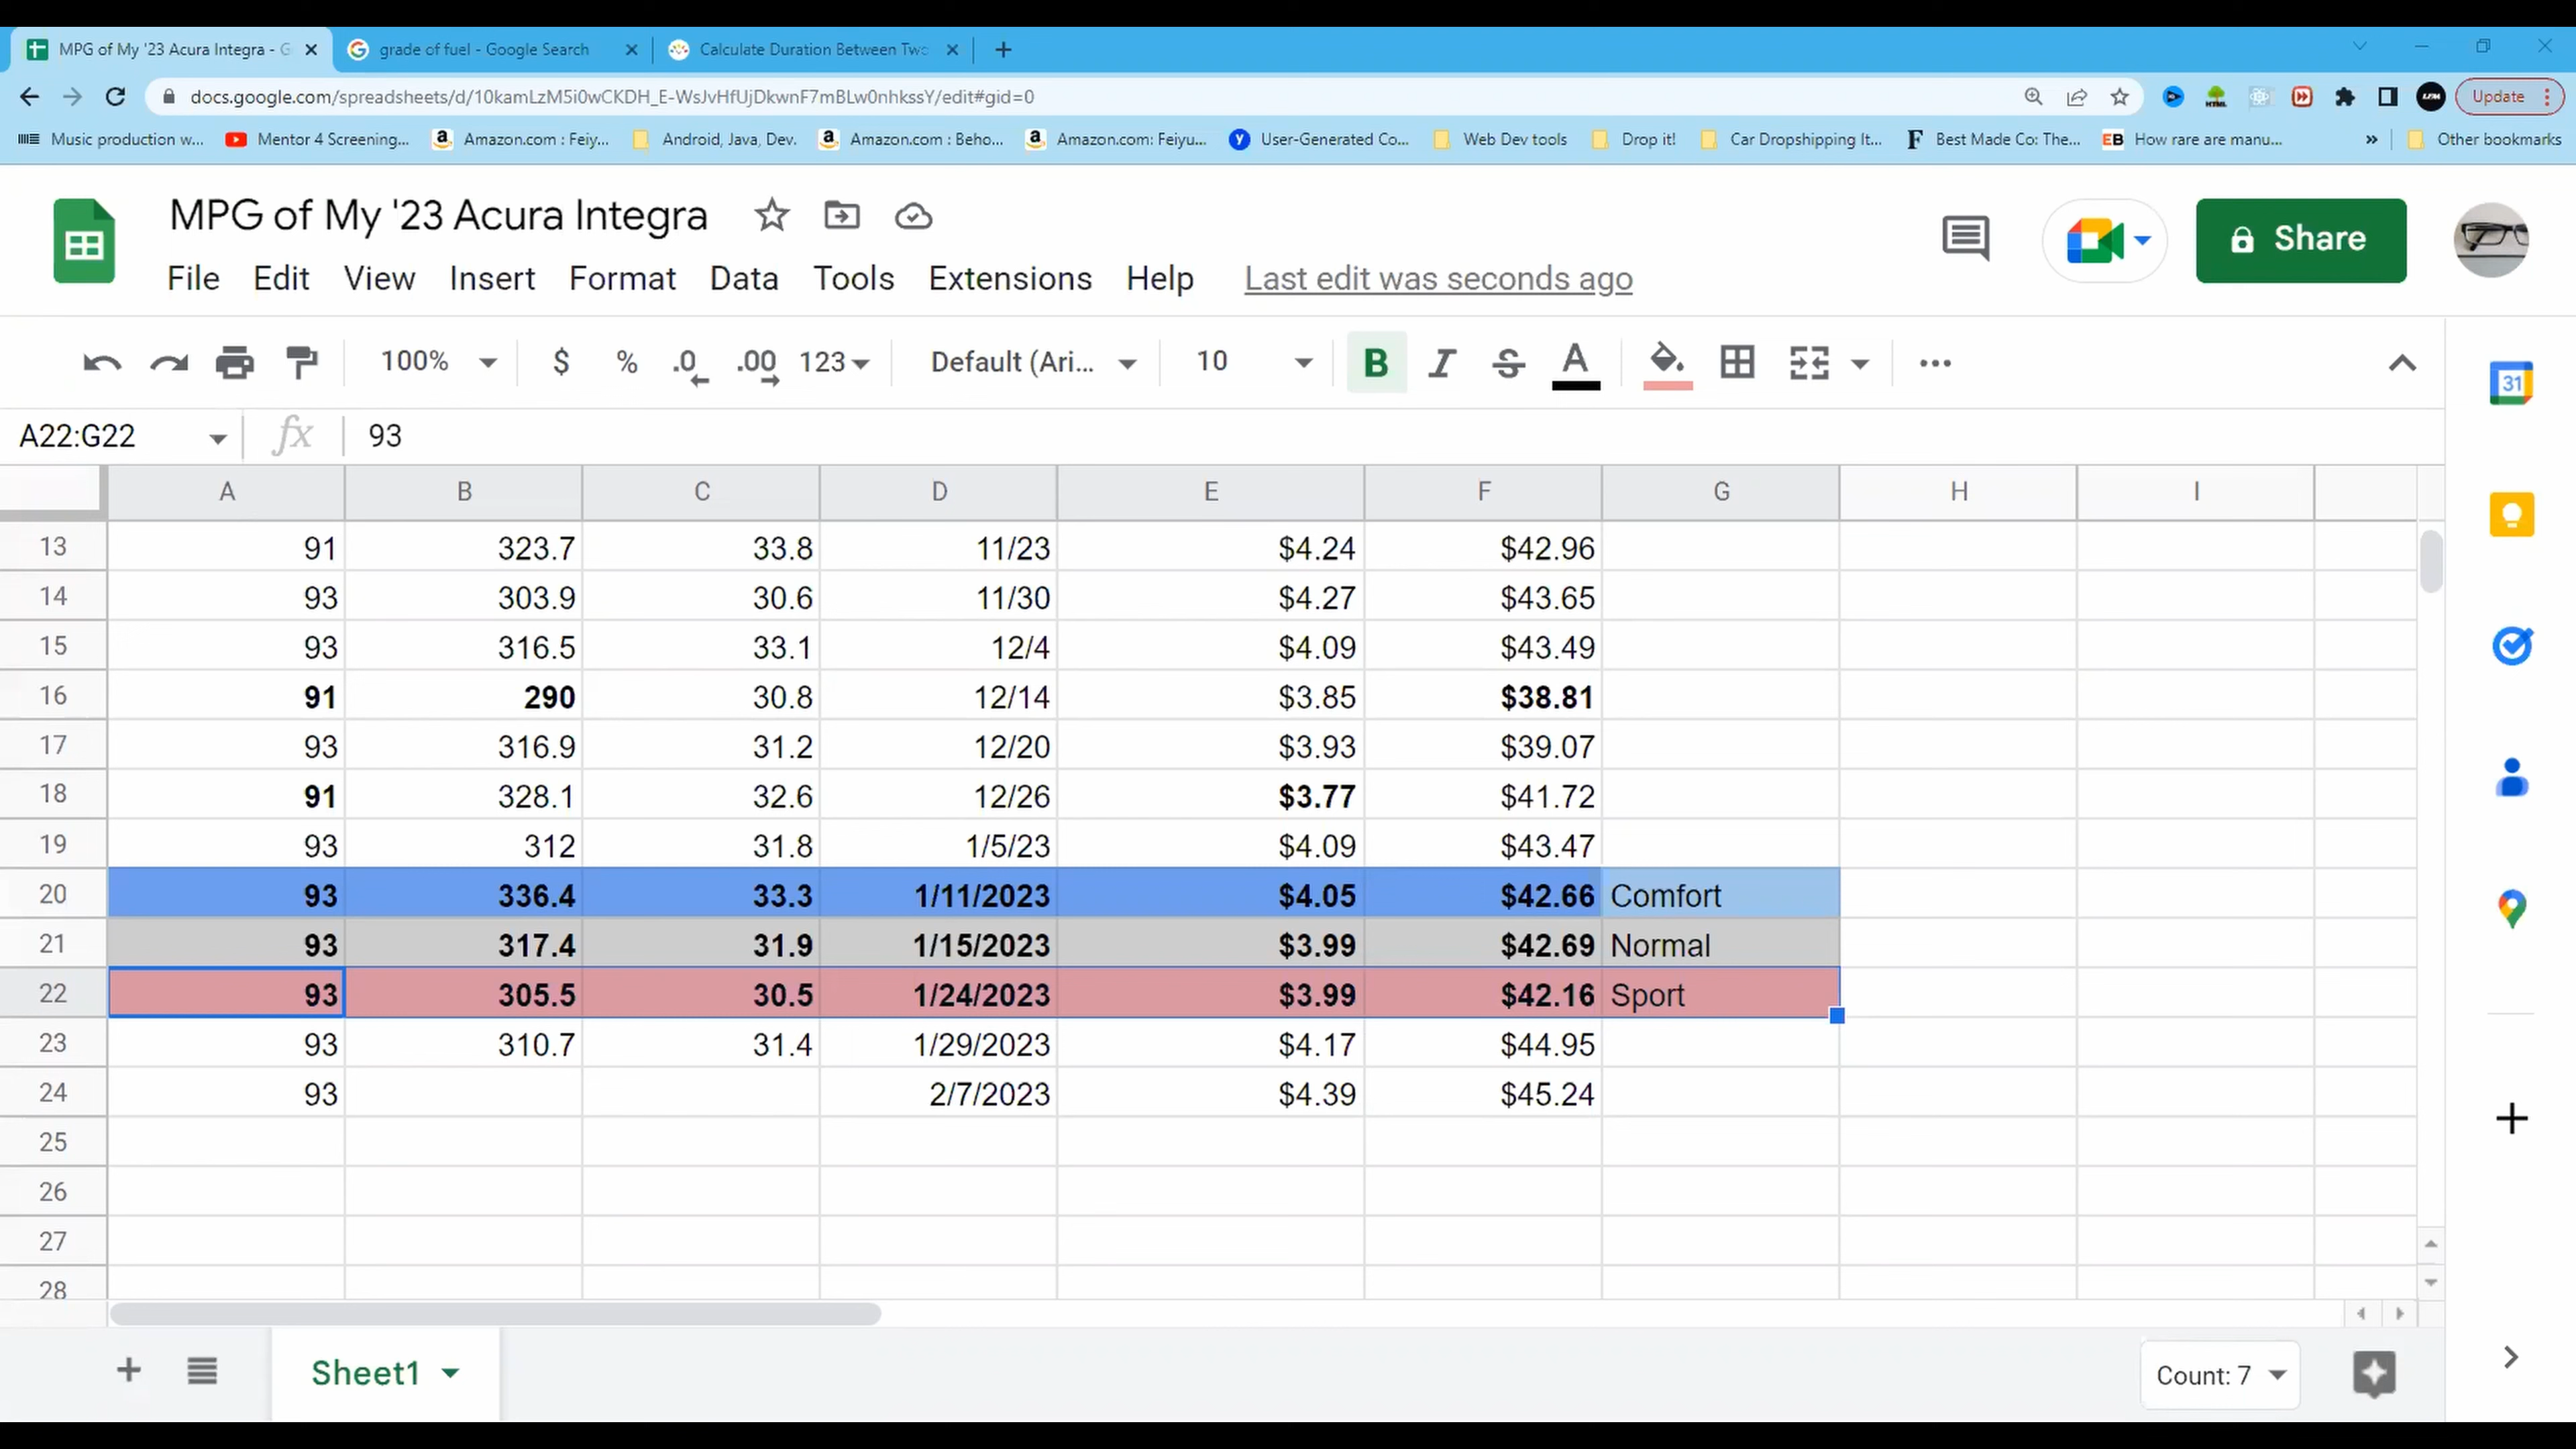 MPG of My '23 Acura Integra - G
grade of fuel - Google Search
Calculate Duration Between Two
docs.google.com/spreadsheets/d/10kamLzM5i0wCKDH_E-WsJvHfUjDkwnF7mBLw0nhkssY/edit#gid=0
Update
Music production w... Mentor 4 Screening... Amazon.com : Feiy... Android, Java, Dev. Amazon.com : Beho... Amazon.com: Feiyu... User-Generated Co... Web Dev tools Drop it! Car Dropshipping It... Best Made Co: The... EB How rare are manu... » Other bookmarks
MPG of My '23 Acura Integra
Share
File Edit View Insert Format Data Tools Extensions Help Last edit was seconds ago
100% $ % .0 .00 123 Default (Ari... 10 B I S A
31
A22:G22 fx 93
A B C D E F G H I
13 91 323.7 33.8 11/23 $4.24 $42.96
14 93 303.9 30.6 11/30 $4.27 $43.65
15 93 316.5 33.1 12/4 $4.09 $43.49
16 91 290 30.8 12/14 $3.85 $38.81
17 93 316.9 31.2 12/20 $3.93 $39.07
18 91 328.1 32.6 12/26 $3.77 $41.72
19 93 312 31.8 1/5/23 $4.09 $43.47
20 93 336.4 33.3 1/11/2023 $4.05 $42.66 Comfort
21 93 317.4 31.9 1/15/2023 $3.99 $42.69 Normal
22 93 305.5 30.5 1/24/2023 $3.99 $42.16 Sport
23 93 310.7 31.4 1/29/2023 $4.17 $44.95
24 93 2/7/2023 $4.39 $45.24
25
26
27
28
Sheet1
Count: 7